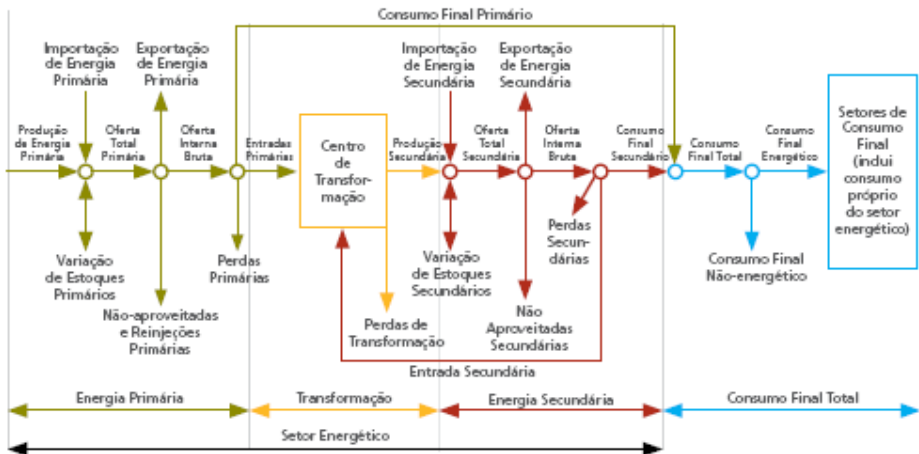 Consumo Final Primário
Importação
de Energia
Primária
Exportação
de Energia
Primária
Importação
de Energia
Secundária
Exportação
de Energia
Secundária
Produção
de Energia
Primária
Oferta
Total
Primária
Oferta
Interna
Bruta
Entradas
Primárias
Centro
de
Transfor-
mação
Produção
Secundária
Oferta
Total
Secundária
Oferta
Interna
Bruta
Consumo
Final
Secundário
Consumo
Final Total
Consumo
Final
Energético
Setores de
Consumo
Final
(inclui
consumo
próprio
do setor
energético)
Variação
de Estoques
Primários
Perdas
Primárias
Variação
de Estoques
Secundários
Perdas
Secun-
dárias
Consumo Final
Não-energético
Não-aproveitadas
e Reinjeções
Primárias
Perdas de
Transformação
Não
Aproveitadas
Secundárias
Entrada Secundária
Energia Primária
Transformação
Energia Secundária
Consumo Final Total
Setor Energético